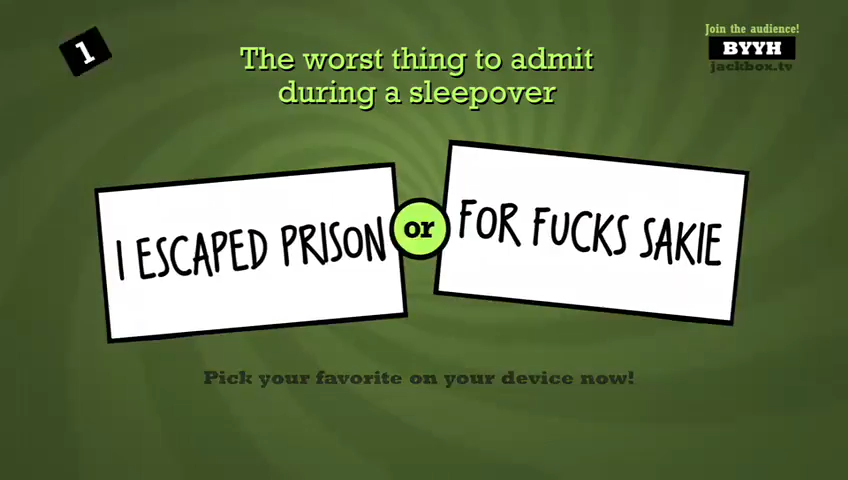 1
The worst thing to admit
during a sleepover
Join the audience!
BYYH
jackbox.tv
I ESCAPED PRISON
or
FOR FUCKS SAKIE
Pick your favorite on your device now!